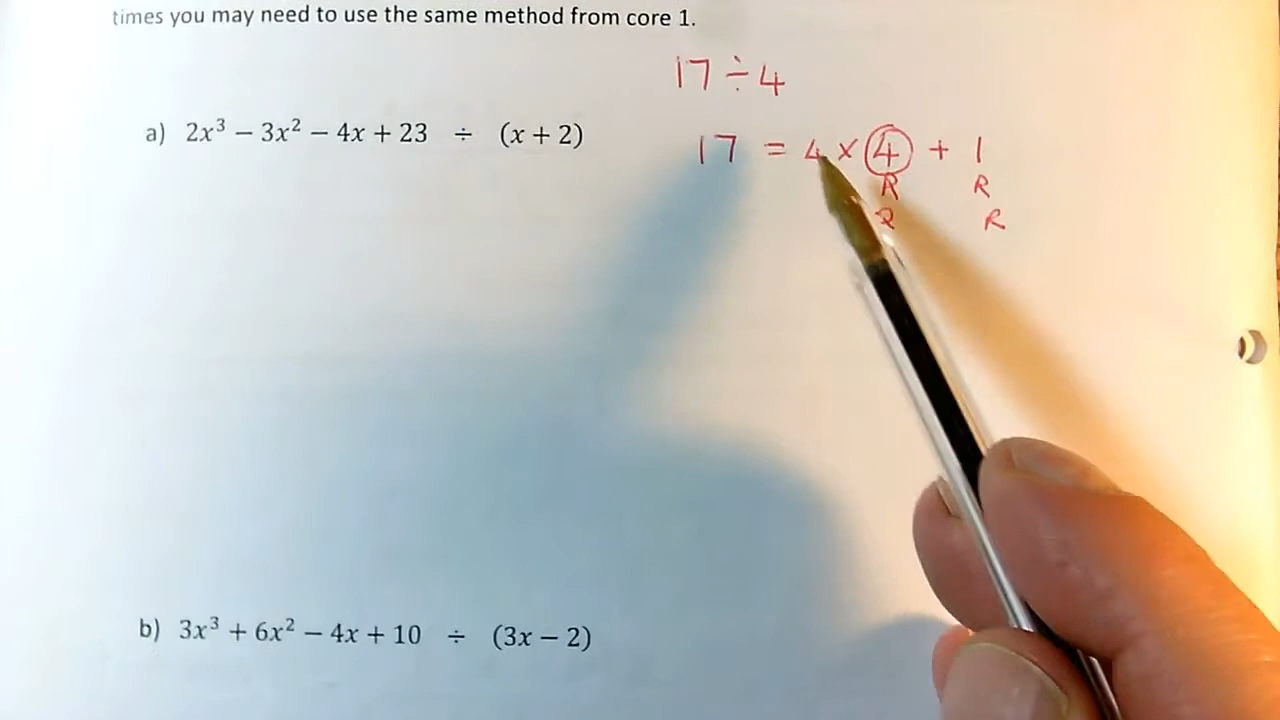 times you may need to use the same method from core 1.
17 ÷ 4
a) 2x³ − 3x² − 4x + 23 ÷ (x + 2)
17 = 4 × 4 + 1
R R
Q R
b) 3x³ + 6x² − 4x + 10 ÷ (3x − 2)